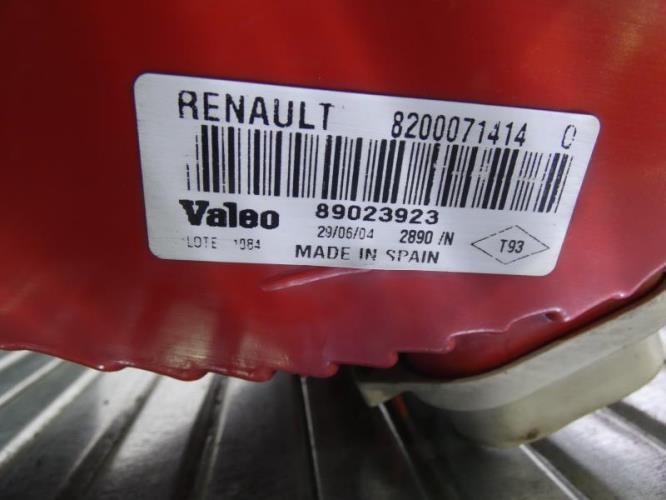 RENAULT 8200071414 C
Valeo 89023923
29/06/04 2890 /N T93
LOTE 1084
MADE IN SPAIN